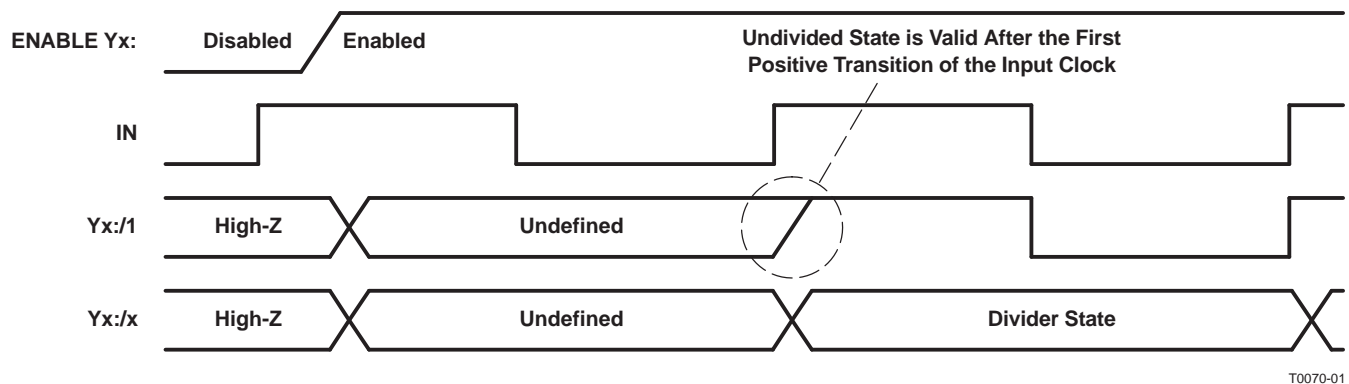 ENABLE Yx:
Disabled
Enabled
Undivided State is Valid After the First
Positive Transition of the Input Clock
IN
Yx:/1
High-Z
Undefined
Yx:/x
High-Z
Undefined
Divider State
T0070-01